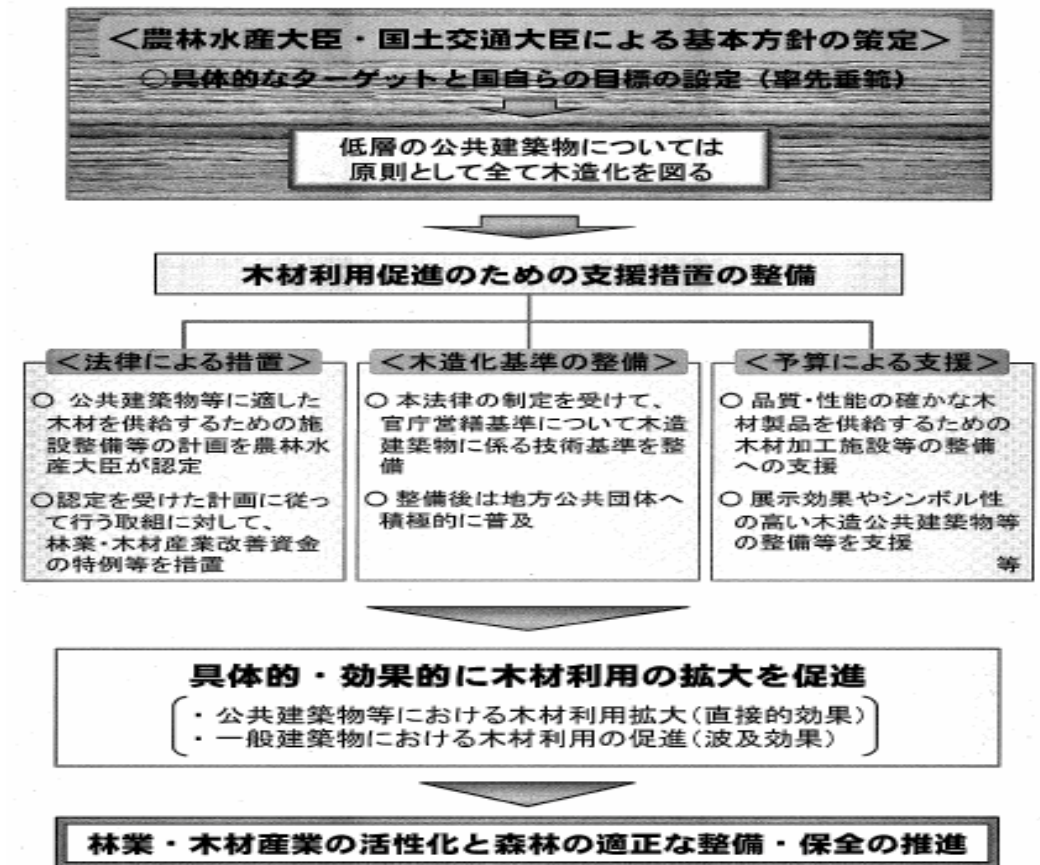 <農林水産大臣・国土交通大臣による基本方針の策定>
○具体的なターゲットと国自らの目標の設定（率先垂範）
低層の公共建築物については
原則として全て木造化を図る
木材利用促進のための支援措置の整備
<法律による措置>
○ 公共建築物等に適した
木材を供給するための施
設整備等の計画を農林水
産大臣が認定
○認定を受けた計画に従っ
て行う取組に対して、
林業・木材産業改善資金
の特例等を措置
<木造化基準の整備>
○ 本法律の制定を受けて、
官庁営繕基準について木造
建築物に係る技術基準を整
備
○ 整備後は地方公共団体へ
積極的に普及
<予算による支援>
○ 品質・性能の確かな木
材製品を供給するための
木材加工施設等の整備
への支援
○ 展示効果やシンボル性
の高い木造公共建築物等
の整備等を支援
等
具体的・効果的に木材利用の拡大を促進
・ 公共建築物等における木材利用拡大(直接的効果)
・ 一般建築物における木材利用の促進(波及効果)
林業・木材産業の活性化と森林の適正な整備・保全の推進